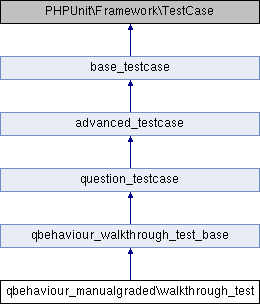 PHPUnit\Framework\TestCase
base_testcase
advanced_testcase
question_testcase
qbehaviour_walkthrough_test_base
qbehaviour_manualgraded\walkthrough_test